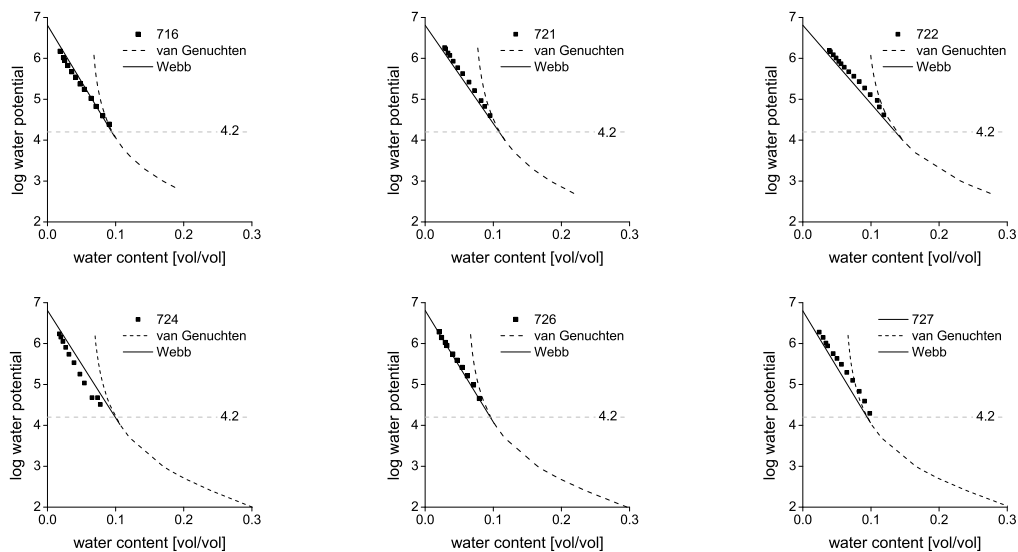 7
716
van Genuchten
Webb
6
5
4
3
2
4.2
0.0 0.1 0.2 0.3
log water potential
water content [vol/vol]
7
721
van Genuchten
Webb
6
5
4
3
2
4.2
0.0 0.1 0.2 0.3
log water potential
water content [vol/vol]
7
722
van Genuchten
Webb
6
5
4
3
2
4.2
0.0 0.1 0.2 0.3
log water potential
water content [vol/vol]
7
724
van Genuchten
Webb
6
5
4
3
2
4.2
0.0 0.1 0.2 0.3
log water potential
water content [vol/vol]
7
726
van Genuchten
Webb
6
5
4
3
2
4.2
0.0 0.1 0.2 0.3
log water potential
water content [vol/vol]
7
727
van Genuchten
Webb
6
5
4
3
2
4.2
0.0 0.1 0.2 0.3
log water potential
water content [vol/vol]